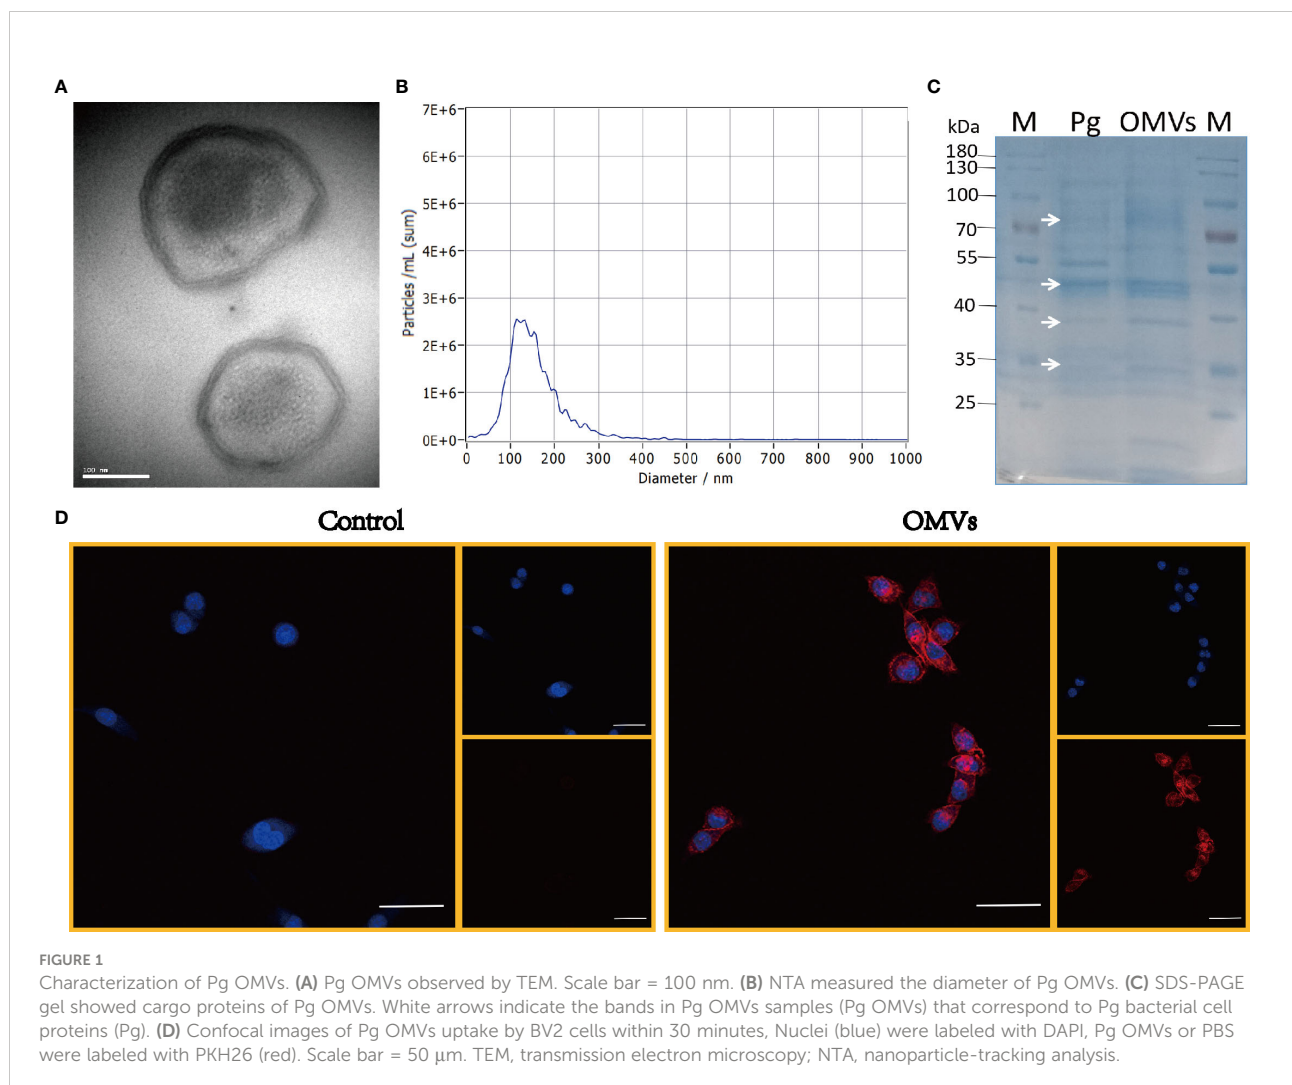 A
100 nm
B
7E+6
6E+6
5E+6
4E+6
3E+6
2E+6
1E+6
0E+0
Particles /mL (sum)
0 100 200 300 400 500 600 700 800 900 1000
Diameter / nm
C
kDa M Pg OMVs M
180
130
100
70
55
40
35
25
D
Control OMVs
FIGURE 1
Characterization of Pg OMVs. (A) Pg OMVs observed by TEM. Scale bar = 100 nm. (B) NTA measured the diameter of Pg OMVs. (C) SDS-PAGE
gel showed cargo proteins of Pg OMVs. White arrows indicate the bands in Pg OMVs samples (Pg OMVs) that correspond to Pg bacterial cell
proteins (Pg). (D) Confocal images of Pg OMVs uptake by BV2 cells within 30 minutes, Nuclei (blue) were labeled with DAPI, Pg OMVs or PBS
were labeled with PKH26 (red). Scale bar = 50 μm. TEM, transmission electron microscopy; NTA, nanoparticle-tracking analysis.